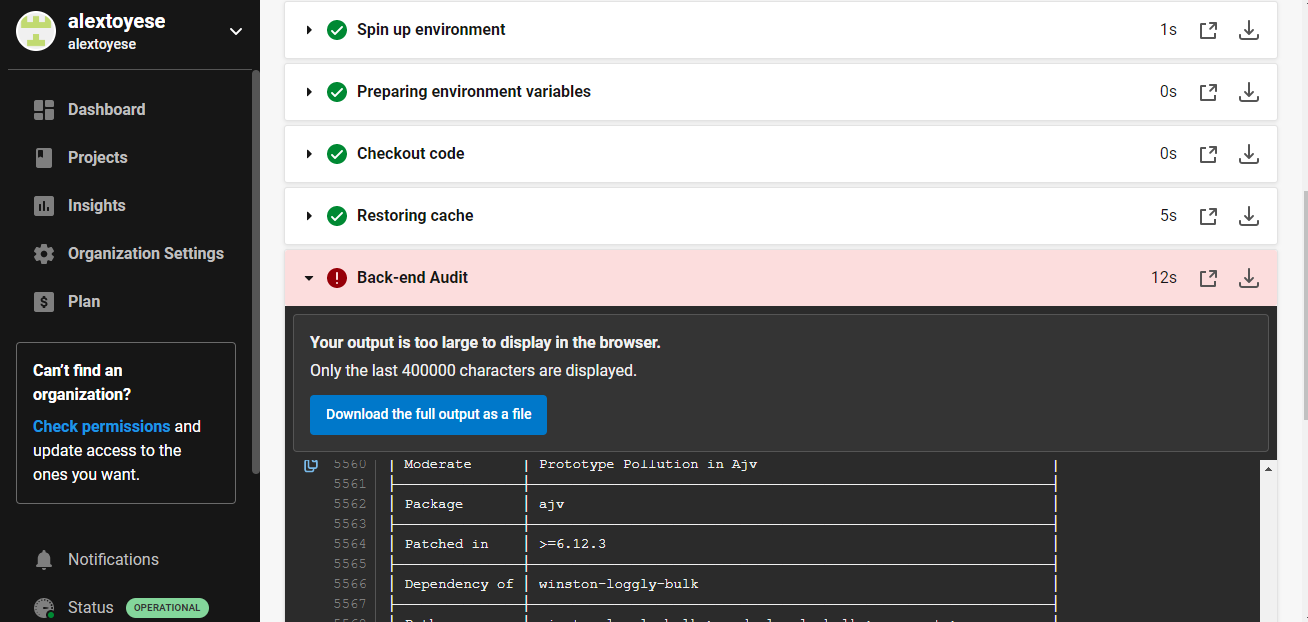 alextoyese
alextoyese
Dashboard
Projects
Insights
Organization Settings
Plan
Can't find an
organization?
Check permissions and
update access to the
ones you want.
Notifications
Status OPERATIONAL
Spin up environment 1s
Preparing environment variables 0s
Checkout code 0s
Restoring cache 5s
Back-end Audit 12s
Your output is too large to display in the browser.
Only the last 400000 characters are displayed.
Download the full output as a file
5560 Moderate Prototype Pollution in Ajv
5561
5562 Package ajv
5563
5564 Patched in >=6.12.3
5565
5566 Dependency of winston-loggly-bulk
5567